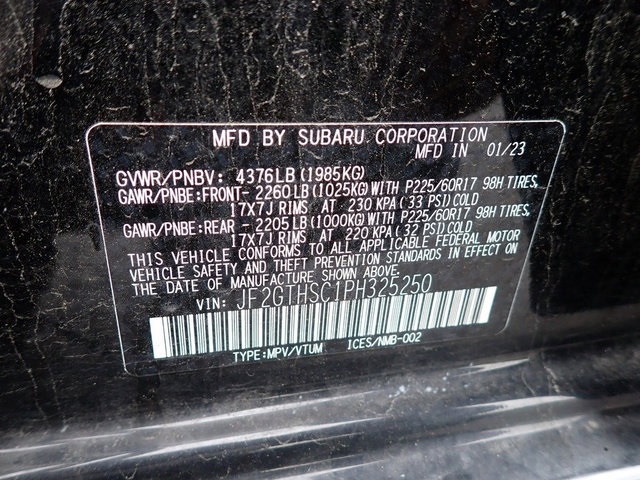 MFD BY SUBARU CORPORATION
MFD IN 01/23
GVWR/PNBV: 4376LB(1985KG)
GAWR/PNBE:FRONT- 2260LB(1025KG)WITH P225/60R17 98H TIRES,
17X7J RIMS AT 230 KPA(33 PSI)COLD
GAWR/PNBE:REAR - 2205LB(1000KG)WITH P225/60R17 98H TIRES,
17X7J RIMS AT 220 KPA(32 PSI)COLD
THIS VEHICLE CONFORMS TO ALL APPLICABLE FEDERAL MOTOR
VEHICLE SAFETY AND THEFT PREVENTION STANDARDS IN EFFECT ON
THE DATE OF MANUFACTURE SHOWN ABOVE.
VIN: JF2GTHSC1PH325250
TYPE:MPV/VTUM ICES/NMB-002